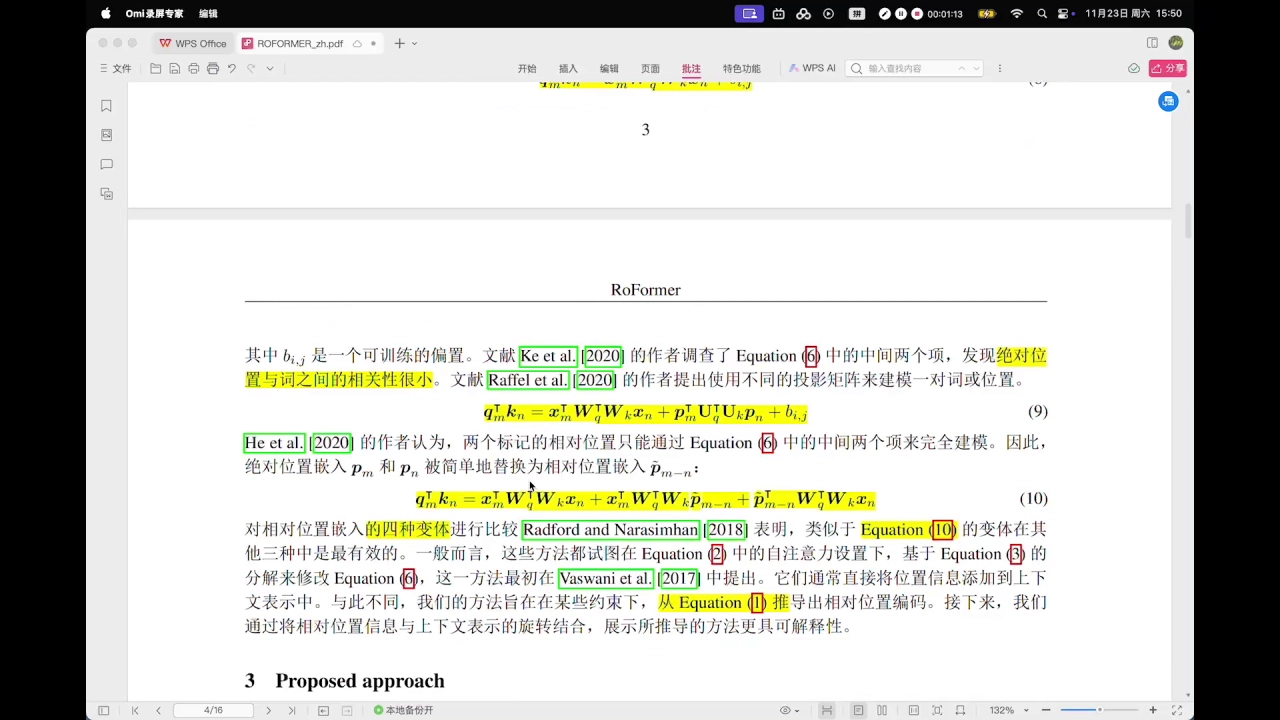 Omi录屏专家 编辑 00:01:13 11月23日 周六 15:50
WPS Office ROFORMER_zh.pdf
文件 开始 插入 编辑 页面 批注 特色功能 WPS AI 输入查找内容 分享
3
RoFormer
其中 b_{i,j} 是一个可训练的偏置。文献 Ke et al. [2020] 的作者调查了 Equation (6) 中的中间两个项，发现绝对位
置与词之间的相关性很小。文献 Raffel et al. [2020] 的作者提出使用不同的投影矩阵来建模一对词或位置。
q_m^⊺ k_n = x_m^⊺ W_q^⊺ W_k x_n + p_m^⊺ U_q^⊺ U_k p_n + b_{i,j} (9)
He et al. [2020] 的作者认为，两个标记的相对位置只能通过 Equation (6) 中的中间两个项来完全建模。因此，
绝对位置嵌入 p_m 和 p_n 被简单地替换为相对位置嵌入 p̃_{m−n}：
q_m^⊺ k_n = x_m^⊺ W_q^⊺ W_k x_n + x_m^⊺ W_q^⊺ W_k p̃_{m−n} + p̃_{m−n}^⊺ W_q^⊺ W_k x_n (10)
对相对位置嵌入的四种变体进行比较 Radford and Narasimhan [2018] 表明，类似于 Equation (10) 的变体在其
他三种中是最有效的。一般而言，这些方法都试图在 Equation (2) 中的自注意力设置下，基于 Equation (3) 的
分解来修改 Equation (6)，这一方法最初在 Vaswani et al. [2017] 中提出。它们通常直接将位置信息添加到上下
文表示中。与此不同，我们的方法旨在在某些约束下，从 Equation (1) 推导出相对位置编码。接下来，我们
通过将相对位置信息与上下文表示的旋转结合，展示所推导的方法更具可解释性。
3 Proposed approach
4/16 本地备份开 132%